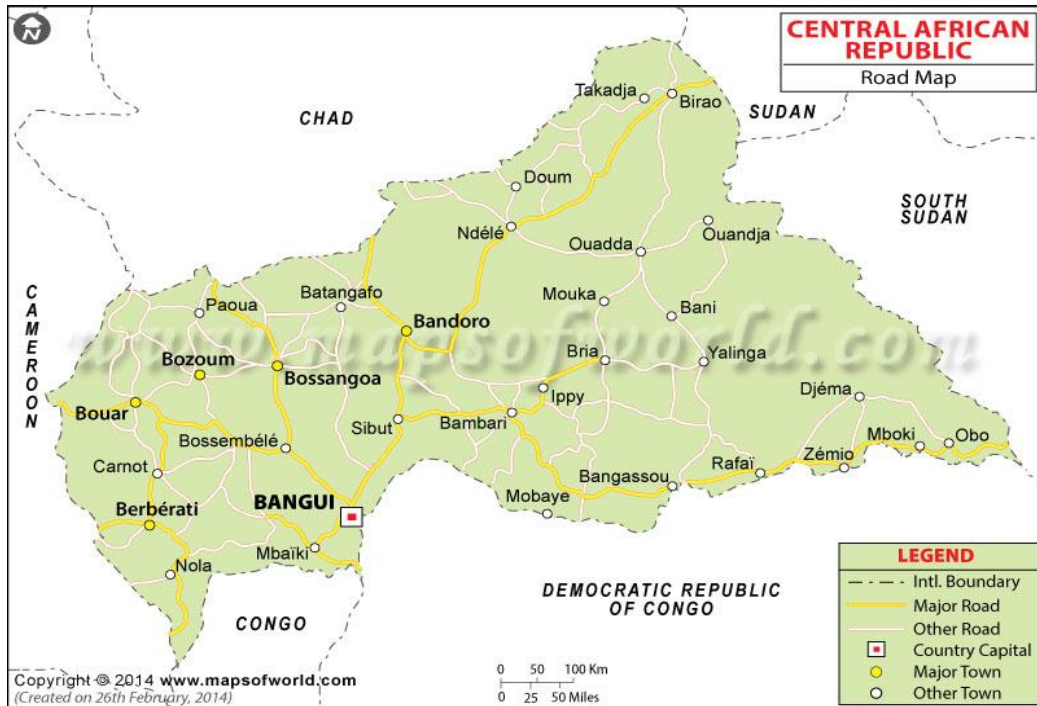 N
CENTRAL AFRICAN
REPUBLIC
Road Map
CHAD
SUDAN
SOUTH
SUDAN
CAMEROON
Takadja
Birao
Doum
Ndélé
Ouadda
Ouandja
Mouka
Bani
Paoua
Batangafo
Bandoro
www.mapsofworld.com
Bozoum
Bossangoa
Bria
Yalinga
Ippy
Djéma
Bouar
Sibut
Bambari
Bossembélé
Mboki
Obo
Carnot
Rafaï
Zémio
Bangassou
BANGUI
Mobaye
Berbérati
Mbaïki
Nola
DEMOCRATIC REPUBLIC
OF CONGO
CONGO
LEGEND
Intl. Boundary
Major Road
Other Road
Country Capital
Major Town
Other Town
0 50 100 Km
0 25 50 Miles
Copyright © 2014 www.mapsofworld.com
(Created on 26th February, 2014)